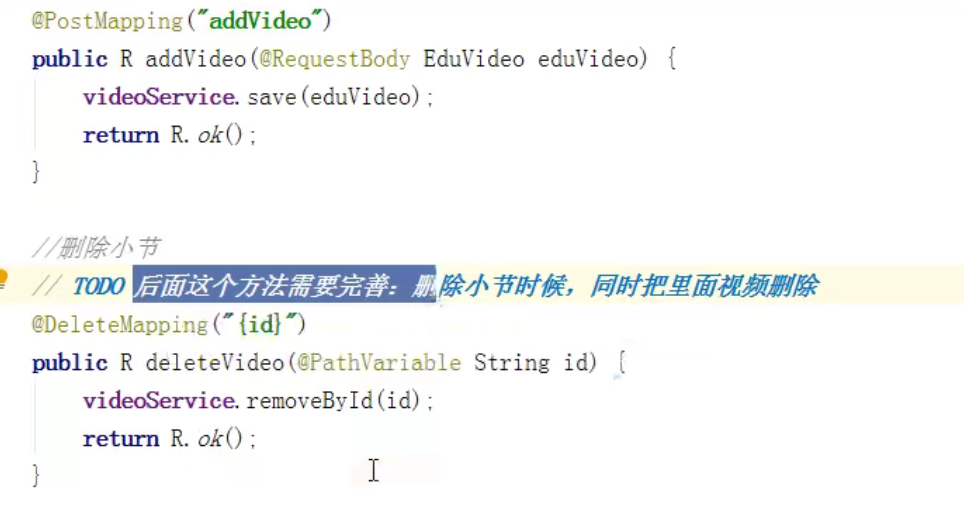 @PostMapping("addVideo")
public R addVideo(@RequestBody EduVideo eduVideo) {
videoService.save(eduVideo);
return R.ok();
}
//删除小节
// TODO 后面这个方法需要完善：删除小节时候，同时把里面视频删除
@DeleteMapping("{id}")
public R deleteVideo(@PathVariable String id) {
videoService.removeById(id);
return R.ok();
}